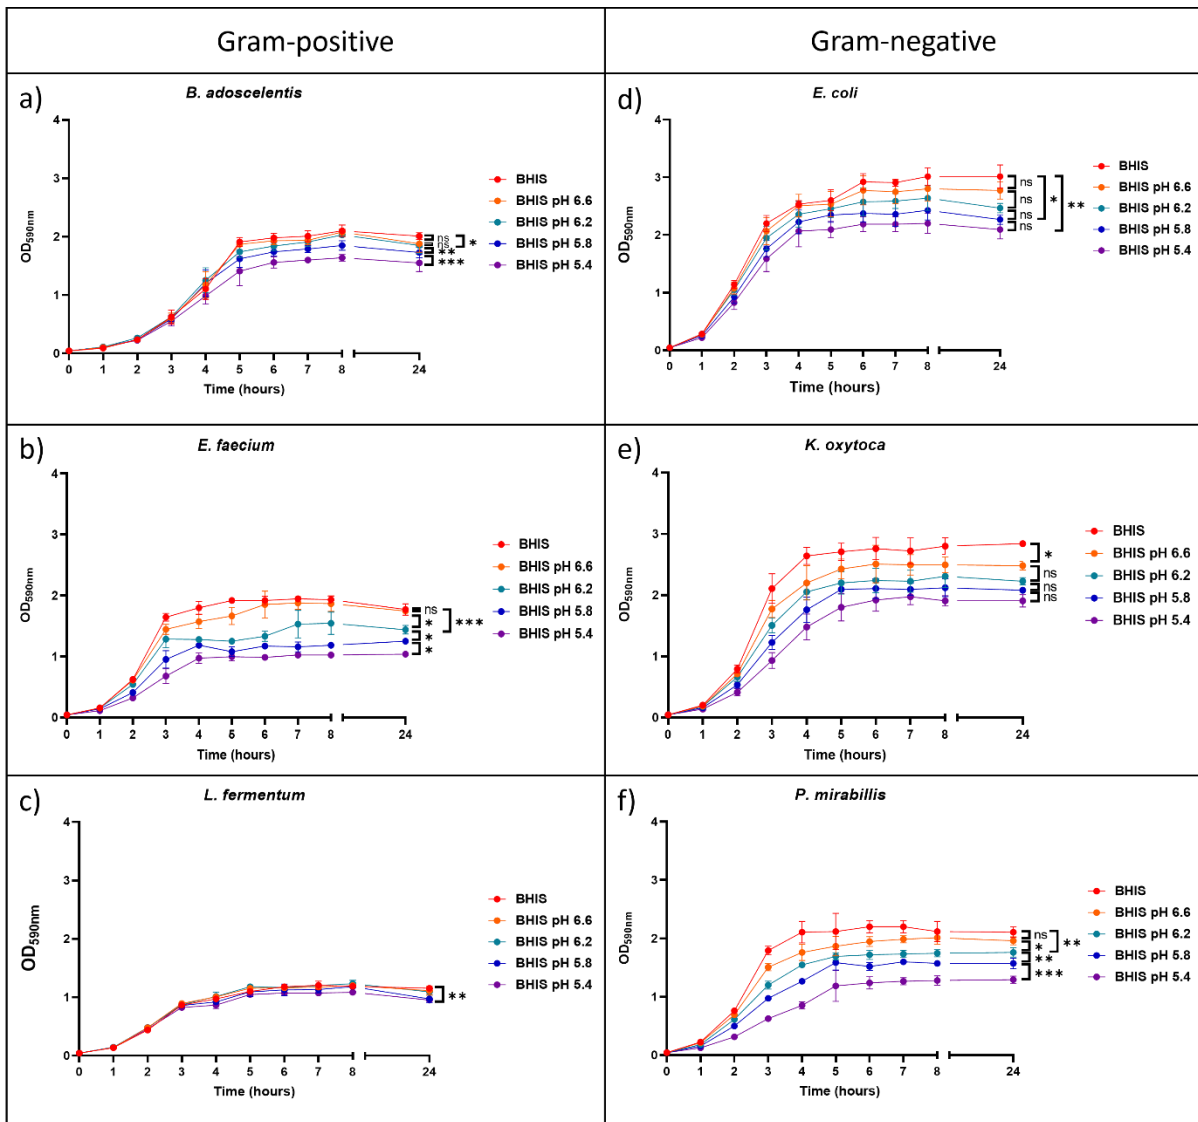 Gram-positive
Gram-negative
a)
B. adoscelentis
4
3
2
1
0
OD590nm
0 1 2 3 4 5 6 7 8 24
Time (hours)
BHIS
BHIS pH 6.6
BHIS pH 6.2
BHIS pH 5.8
BHIS pH 5.4
ns
ns
**
***
*
d)
E. coli
4
3
2
1
0
OD590nm
0 1 2 3 4 5 6 7 8 24
Time (hours)
BHIS
BHIS pH 6.6
BHIS pH 6.2
BHIS pH 5.8
BHIS pH 5.4
ns
ns
ns
ns
*
**
b)
E. faecium
4
3
2
1
0
OD590nm
0 1 2 3 4 5 6 7 8 24
Time (hours)
BHIS
BHIS pH 6.6
BHIS pH 6.2
BHIS pH 5.8
BHIS pH 5.4
ns
*
*
*
***
e)
K. oxytoca
4
3
2
1
0
OD590nm
0 1 2 3 4 5 6 7 8 24
Time (hours)
BHIS
BHIS pH 6.6
BHIS pH 6.2
BHIS pH 5.8
BHIS pH 5.4
*
ns
ns
ns
c)
L. fermentum
4
3
2
1
0
OD590nm
0 1 2 3 4 5 6 7 8 24
Time (hours)
BHIS
BHIS pH 6.6
BHIS pH 6.2
BHIS pH 5.8
BHIS pH 5.4
**
f)
P. mirabillis
4
3
2
1
0
OD590nm
0 1 2 3 4 5 6 7 8 24
Time (hours)
BHIS
BHIS pH 6.6
BHIS pH 6.2
BHIS pH 5.8
BHIS pH 5.4
ns
*
**
***
**